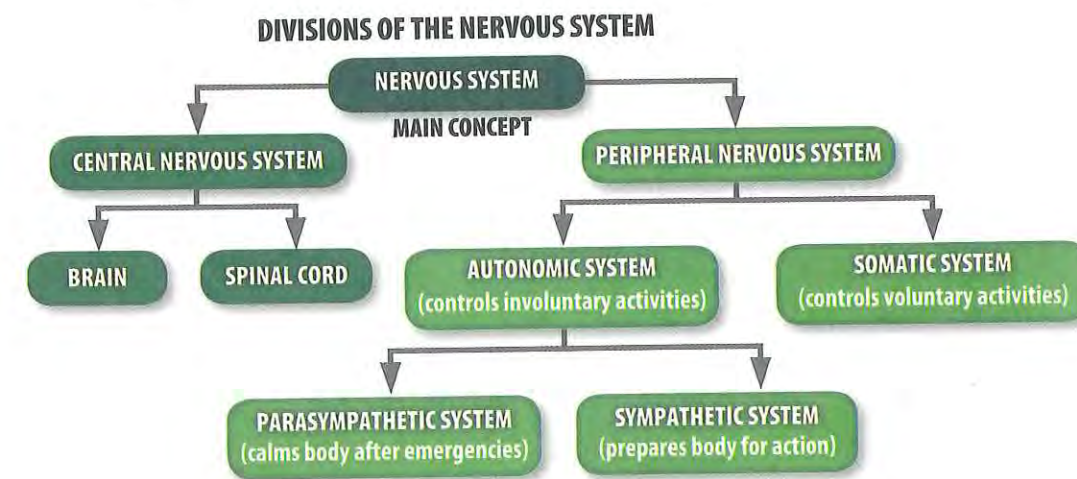 DIVISIONS OF THE NERVOUS SYSTEM
NERVOUS SYSTEM
MAIN CONCEPT
CENTRAL NERVOUS SYSTEM
PERIPHERAL NERVOUS SYSTEM
BRAIN
SPINAL CORD
AUTONOMIC SYSTEM
(controls involuntary activities)
SOMATIC SYSTEM
(controls voluntary activities)
PARASYMPATHETIC SYSTEM
(calms body after emergencies)
SYMPATHETIC SYSTEM
(prepares body for action)